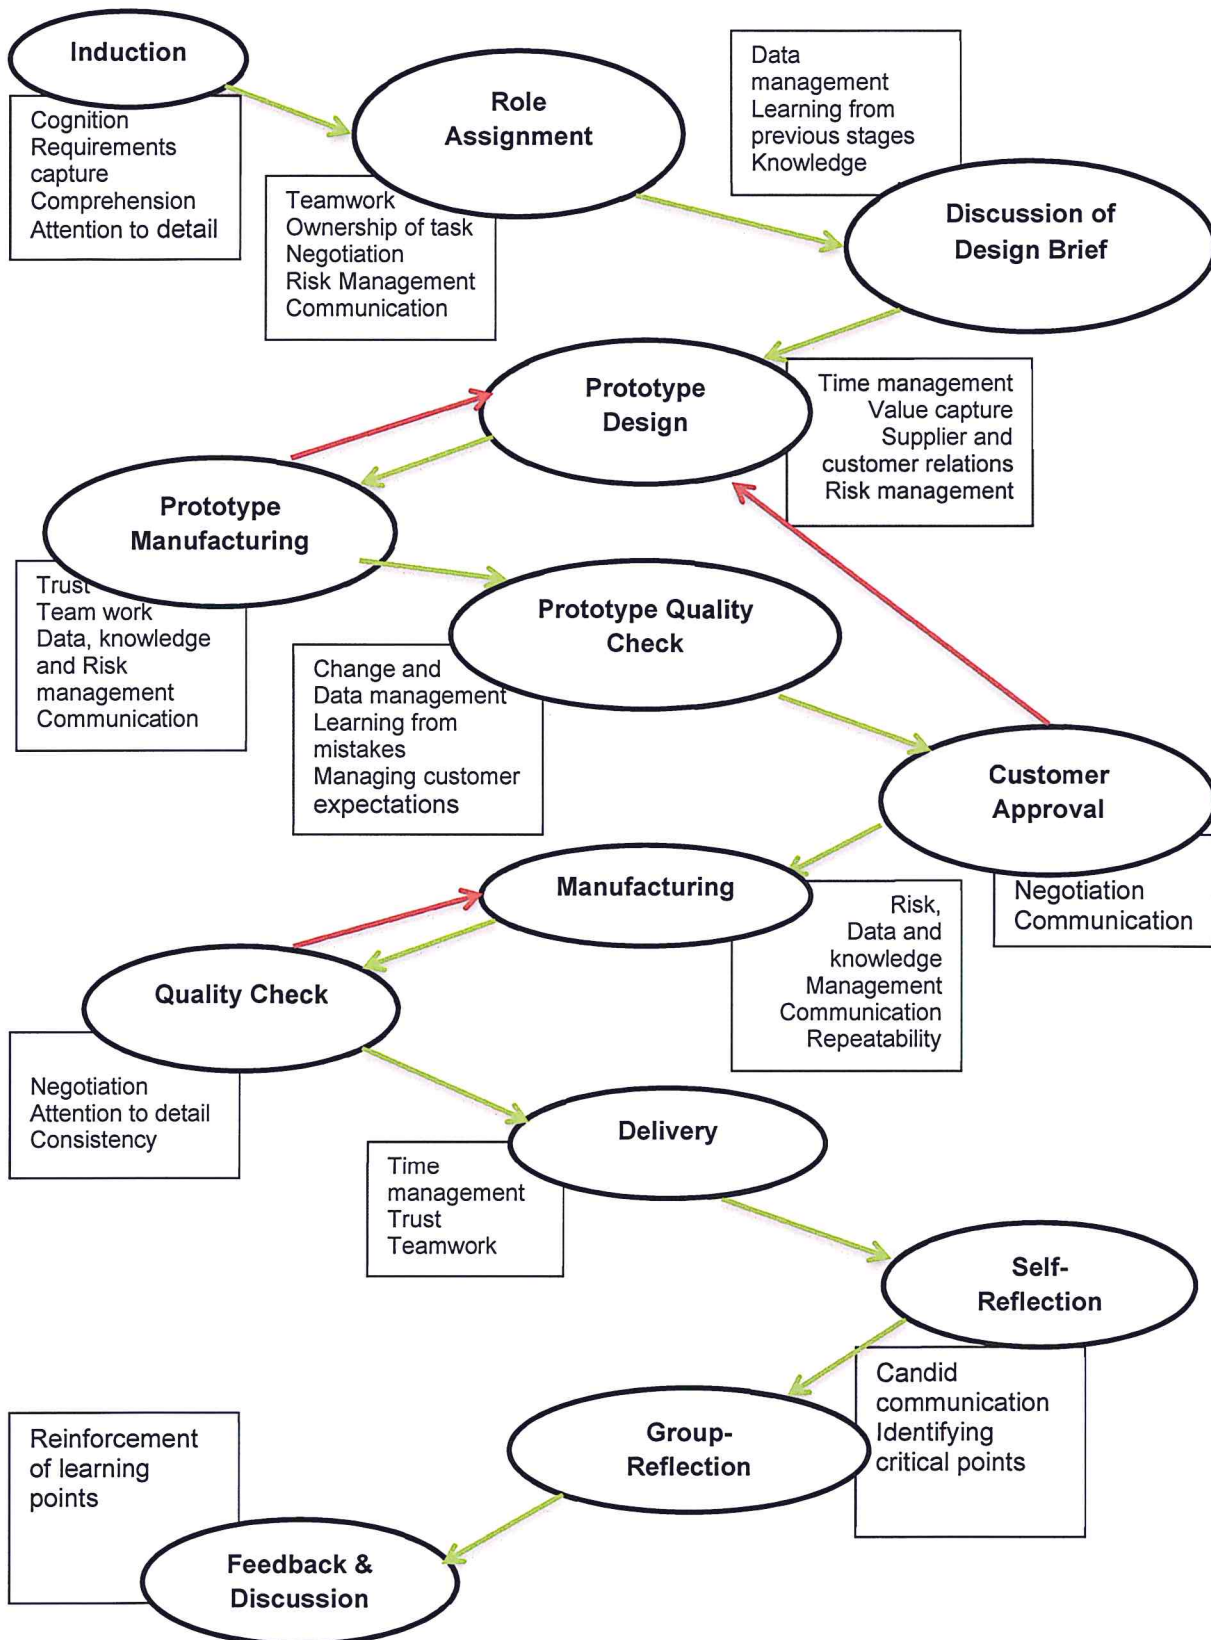 Induction
Cognition
Requirements
capture
Comprehension
Attention to detail
Role
Assignment
Teamwork
Ownership of task
Negotiation
Risk Management
Communication
Data
management
Learning from
previous stages
Knowledge
Discussion of
Design Brief
Prototype
Design
Time management
Value capture
Supplier and
customer relations
Risk management
Prototype
Manufacturing
Trust
Team work
Data, knowledge
and Risk
management
Communication
Prototype Quality
Check
Change and
Data management
Learning from
mistakes
Managing customer
expectations
Customer
Approval
Negotiation
Communication
Manufacturing
Risk,
Data and
knowledge
Management
Communication
Repeatability
Quality Check
Negotiation
Attention to detail
Consistency
Delivery
Time
management
Trust
Teamwork
Self-
Reflection
Candid
communication
Identifying
critical points
Group-
Reflection
Reinforcement
of learning
points
Feedback &
Discussion